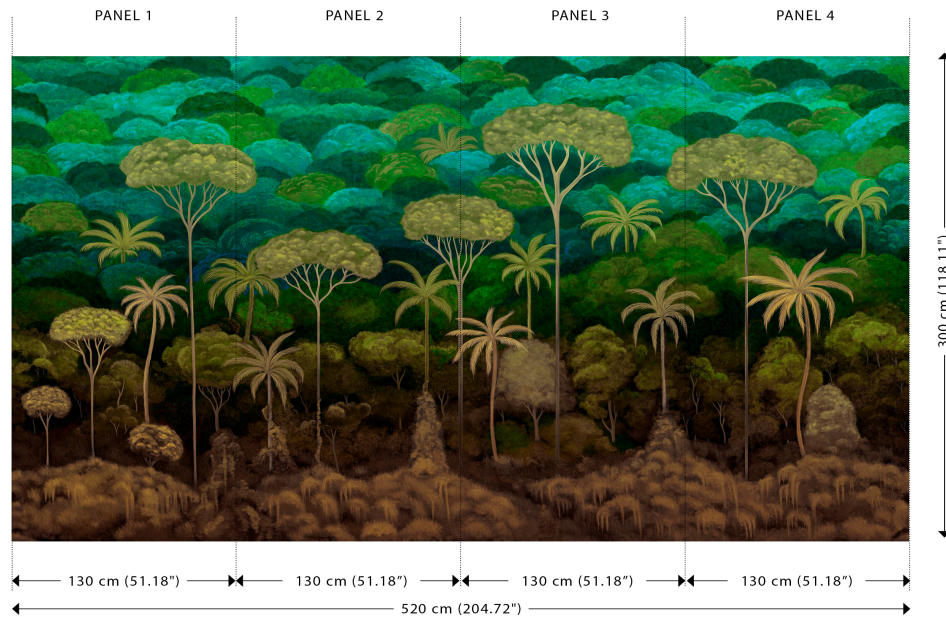 PANEL 1
PANEL 2
PANEL 3
PANEL 4
300 cm (118.11")
130 cm (51.18")
130 cm (51.18”)
130 cm (51.18”)
130 cm (51.18”)
520 cm (204.72")